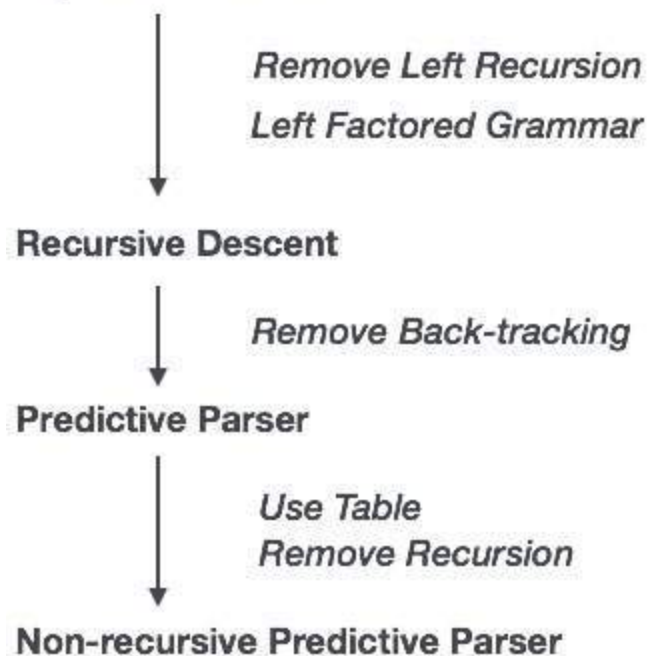 Remove Left Recursion
Left Factored Grammar
Recursive Descent
Remove Back-tracking
Predictive Parser
Use Table
Remove Recursion
Non-recursive Predictive Parser